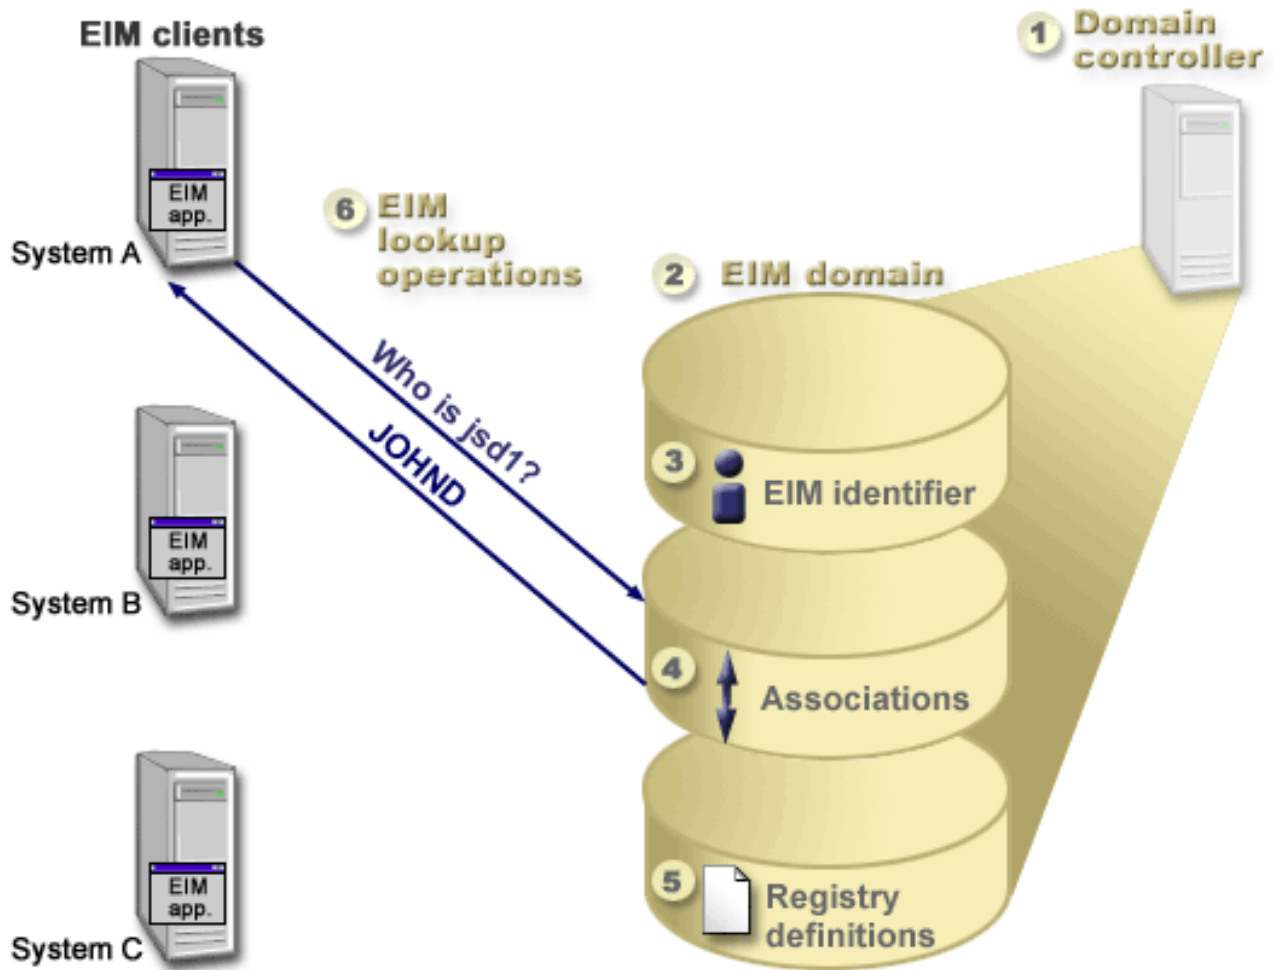 EIM clients
1 Domain
controller
EIM
app.
System A
6 EIM
lookup
operations
2 EIM domain
Who is jsd1?
JOHND
3 EIM identifier
EIM
app.
System B
4 Associations
EIM
app.
System C
5 Registry
definitions